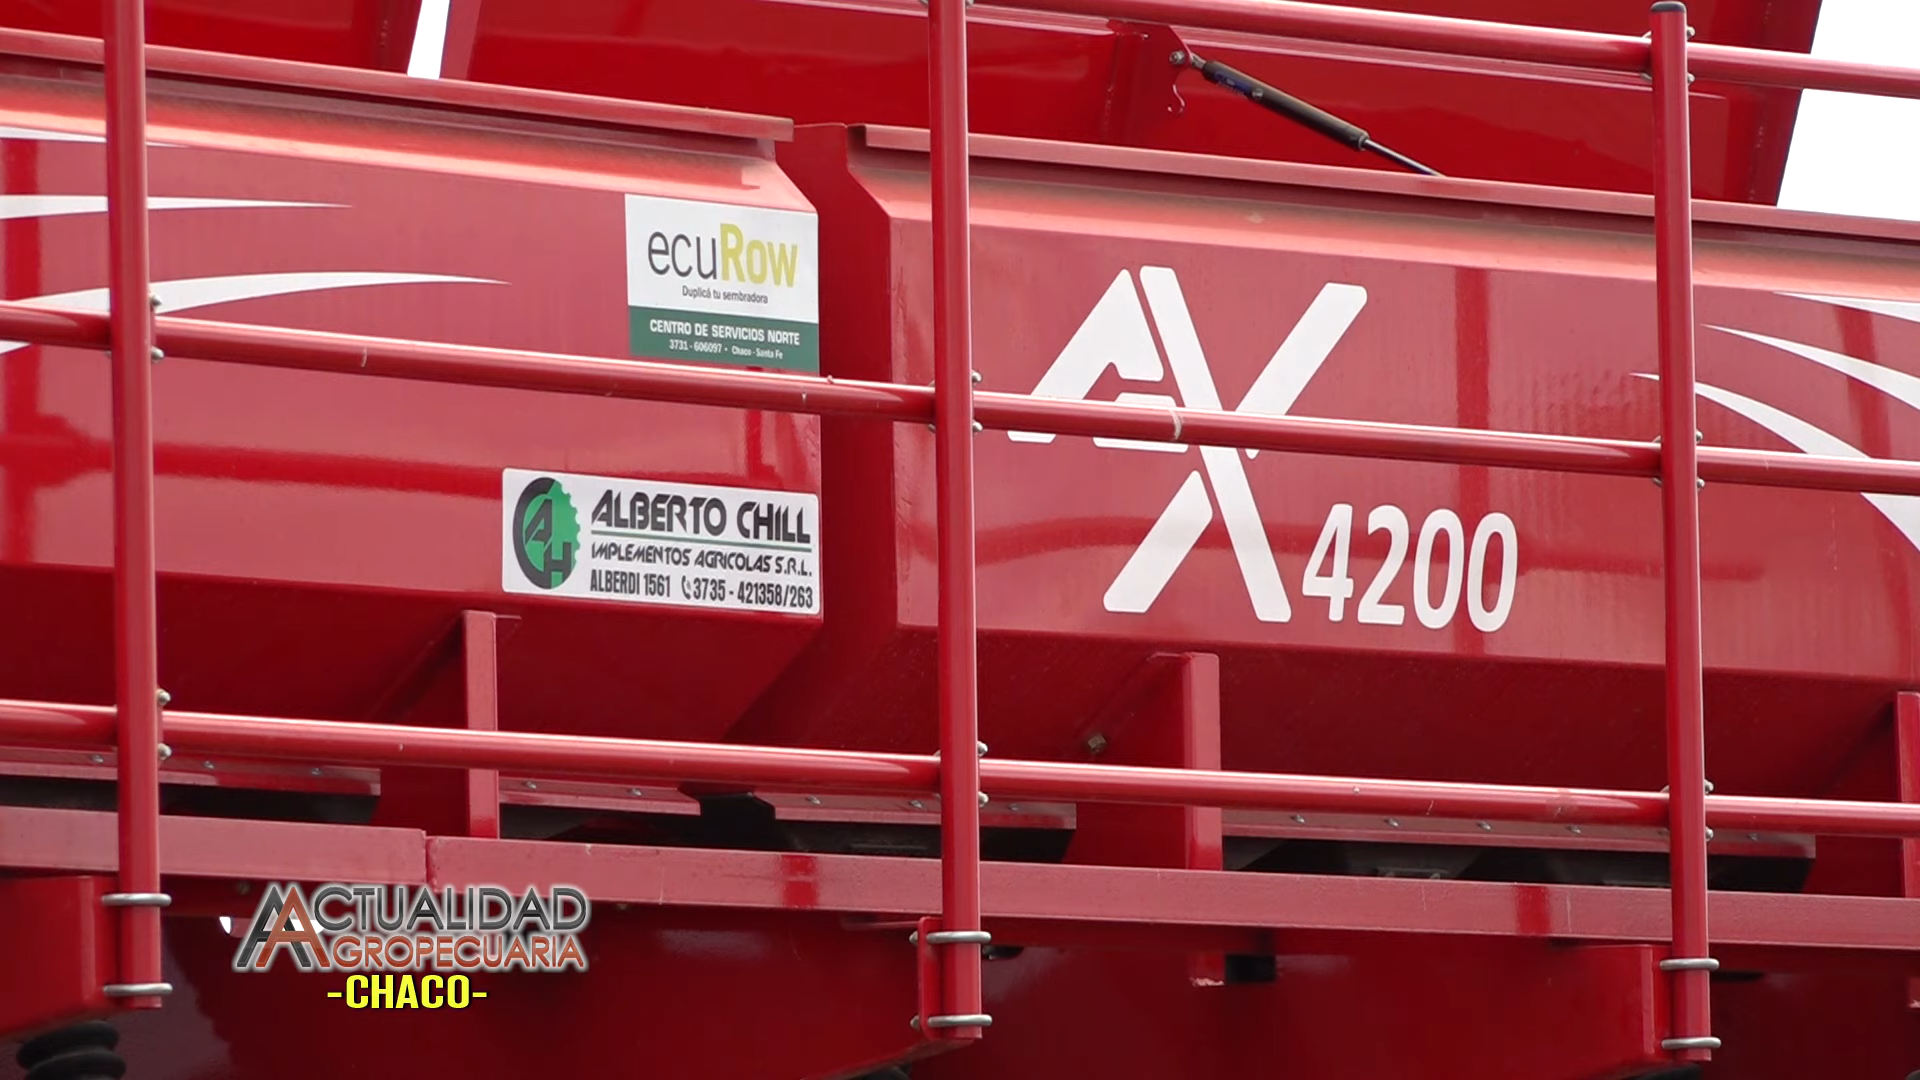 ecuRow
Duplicá tu sembradora
CENTRO DE SERVICIOS NORTE
3731 - 606097 • Chaco - Santa Fe
AX 4200
ALBERTO CHILL
IMPLEMENTOS AGRICOLAS S.R.L.
ALBERDI 1561 3735 - 421358/263
ACTUALIDAD
AGROPECUARIA
-CHACO-